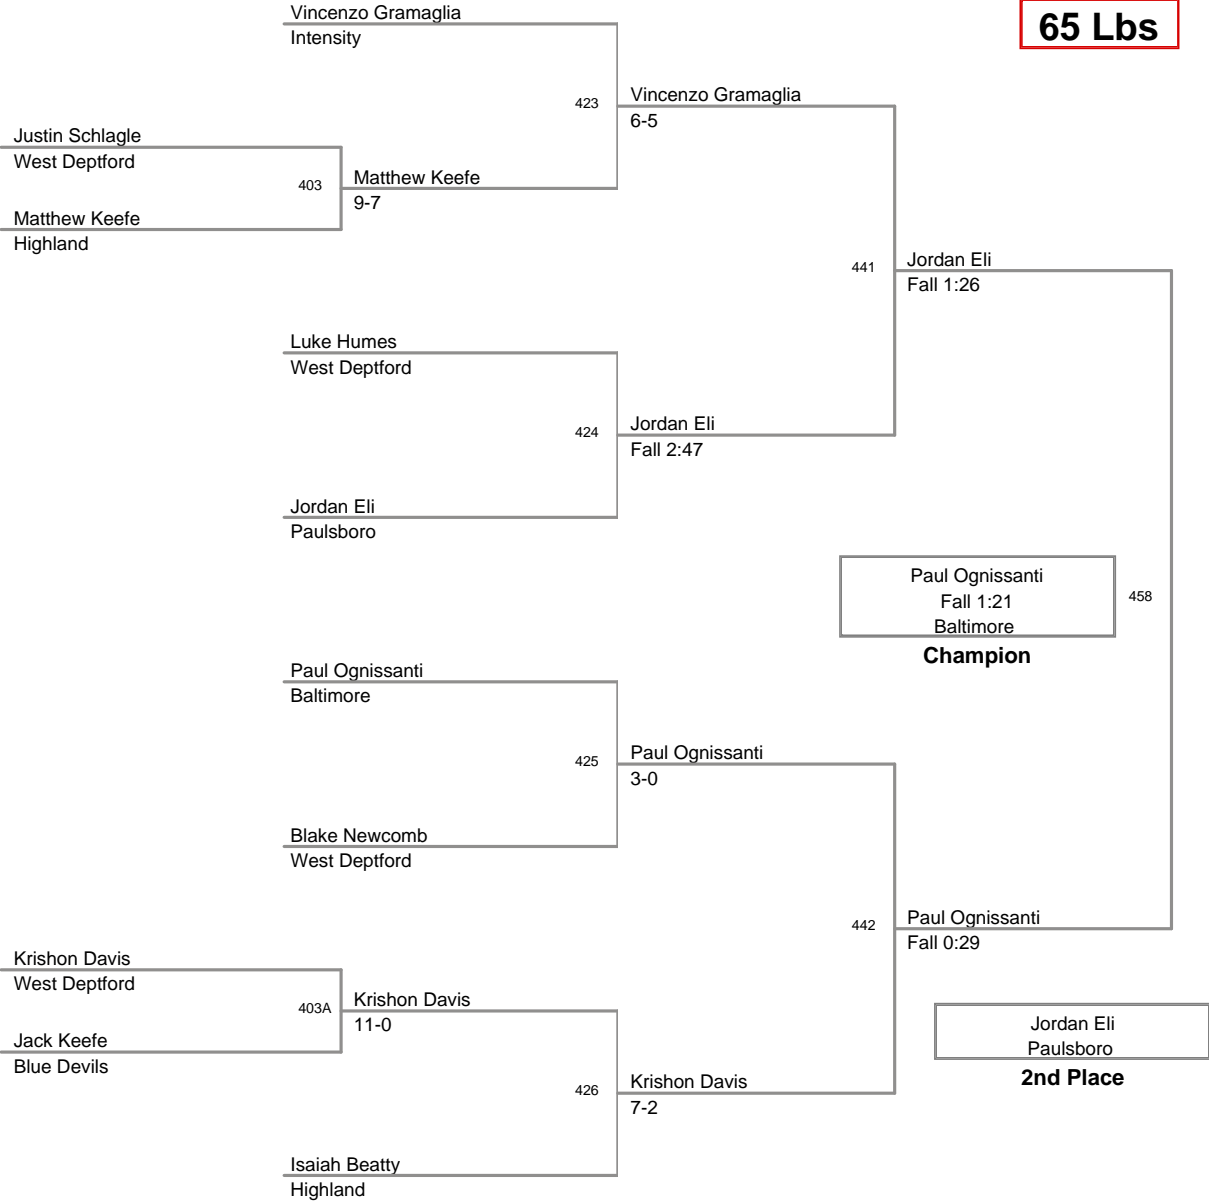 Vincenzo Gramaglia
Intensity
65 Lbs
423
Vincenzo Gramaglia
6-5
Justin Schlagle
West Deptford
403
Matthew Keefe
9-7
Matthew Keefe
Highland
441
Jordan Eli
Fall 1:26
Luke Humes
West Deptford
424
Jordan Eli
Fall 2:47
Jordan Eli
Paulsboro
Paul Ognissanti
Fall 1:21
Baltimore
458
Champion
Paul Ognissanti
Baltimore
425
Paul Ognissanti
3-0
Blake Newcomb
West Deptford
442
Paul Ognissanti
Fall 0:29
Krishon Davis
West Deptford
403A
Krishon Davis
11-0
Jack Keefe
Blue Devils
Jordan Eli
Paulsboro
2nd Place
426
Krishon Davis
7-2
Isaiah Beatty
Highland